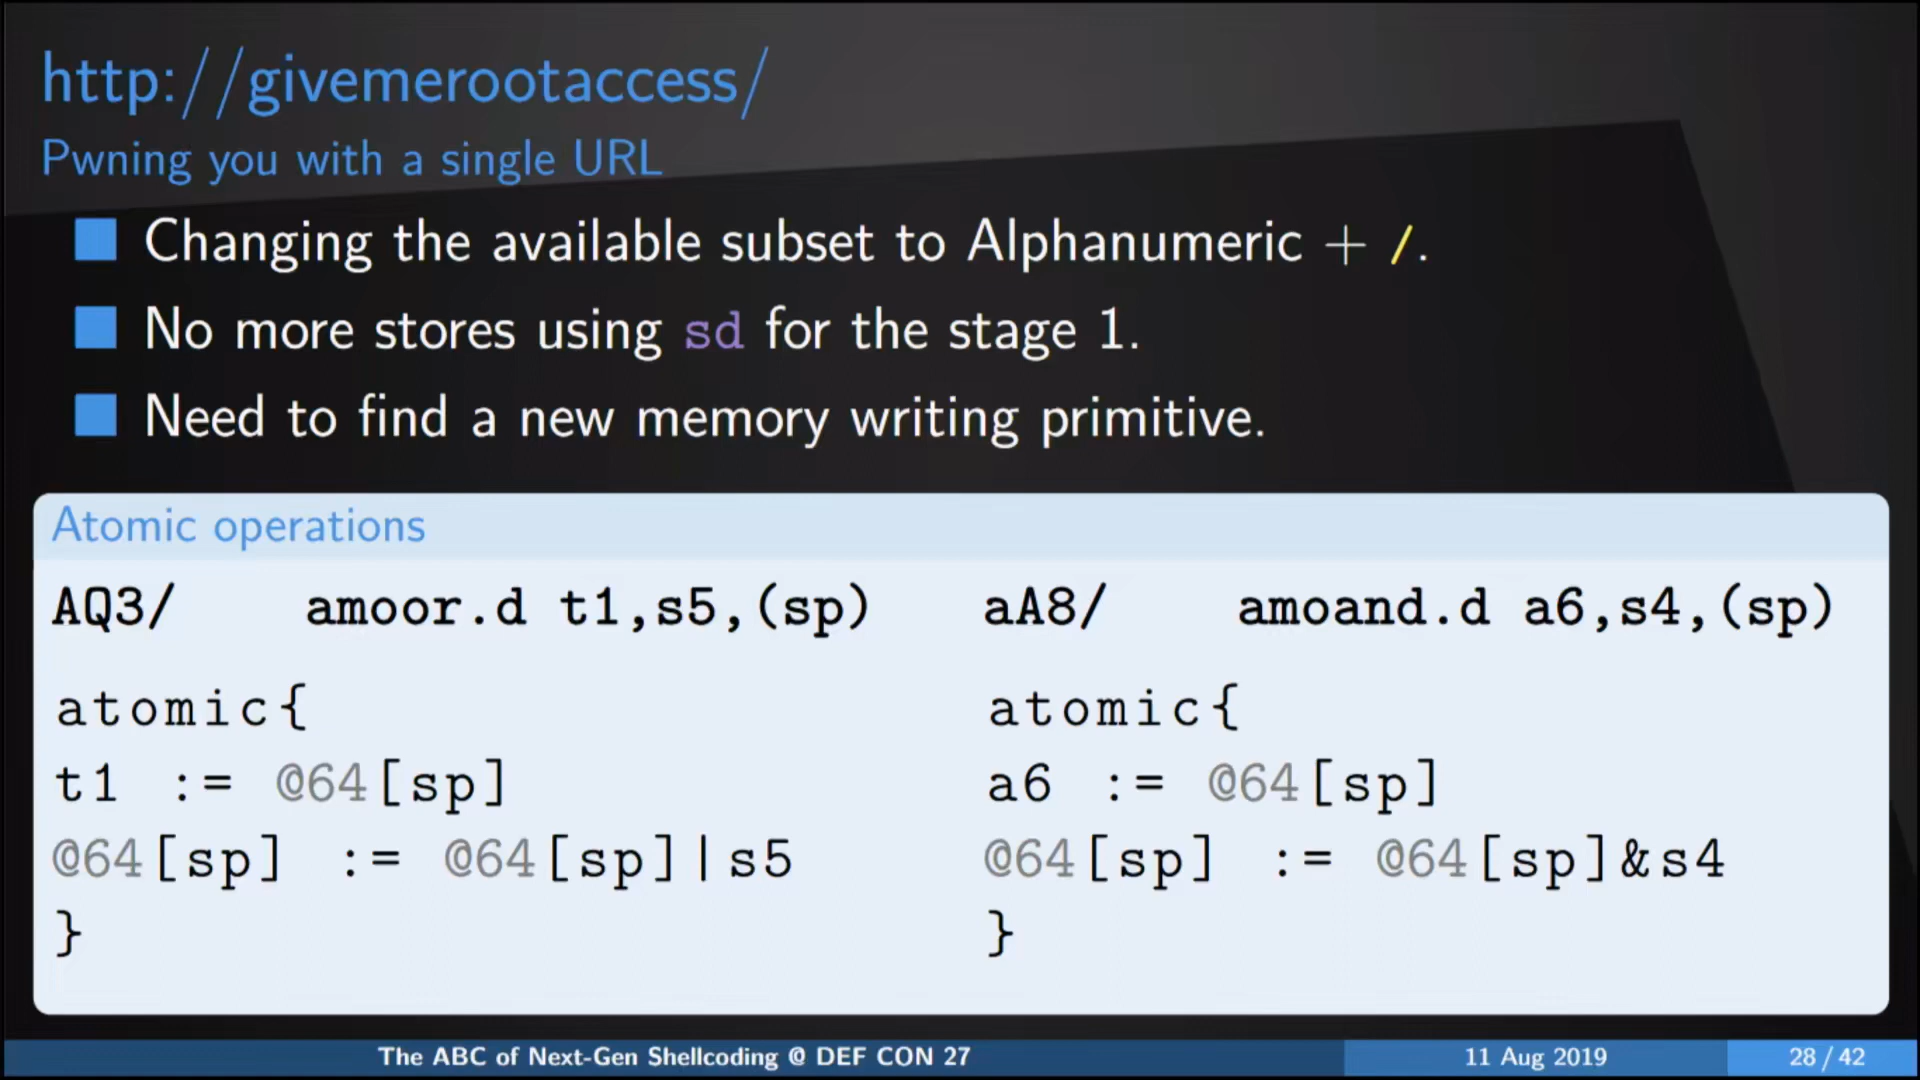 http://givemerootaccess/
Pwning you with a single URL
Changing the available subset to Alphanumeric + /.
No more stores using sd for the stage 1.
Need to find a new memory writing primitive.
Atomic operations
AQ3/ amoor.d t1,s5,(sp)
atomic{
t1 := @64[sp]
@64[sp] := @64[sp]|s5
}
aA8/ amoand.d a6,s4,(sp)
atomic{
a6 := @64[sp]
@64[sp] := @64[sp]&s4
}
The ABC of Next-Gen Shellcoding @ DEF CON 27
11 Aug 2019
28 / 42